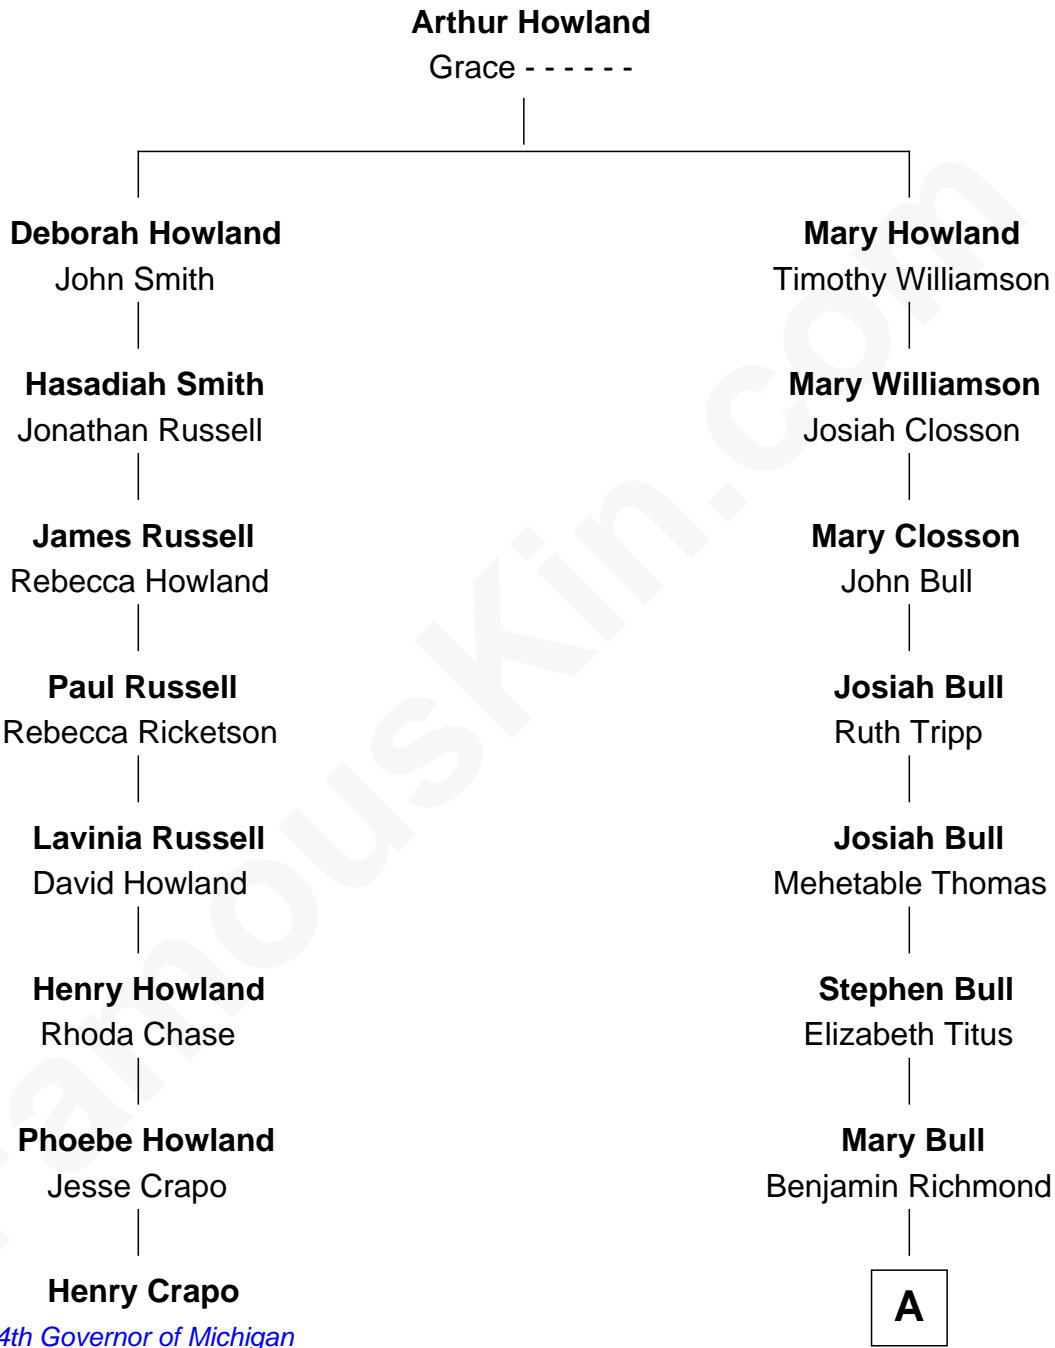 Arthur Howland
Grace - - - - - -
Deborah Howland
John Smith
Mary Howland
Timothy Williamson
Hasadiah Smith
Jonathan Russell
Mary Williamson
Josiah Closson
James Russell
Rebecca Howland
Mary Closson
John Bull
Paul Russell
Rebecca Ricketson
Josiah Bull
Ruth Tripp
Lavinia Russell
David Howland
Josiah Bull
Mehetable Thomas
Henry Howland
Rhoda Chase
Stephen Bull
Elizabeth Titus
Phoebe Howland
Jesse Crapo
Mary Bull
Benjamin Richmond
Henry Crapo
4th Governor of Michigan
A
FamousKin.com